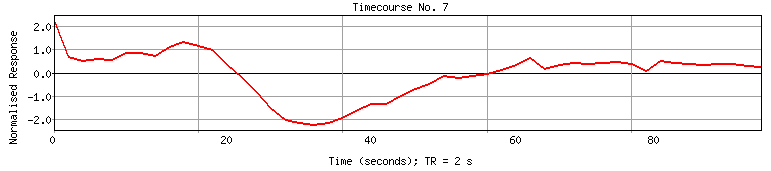 Timecourse No. 7
Normalised Response
2.0
1.0
0.0
-1.0
-2.0
0 20 40 60 80
Time (seconds); TR = 2 s